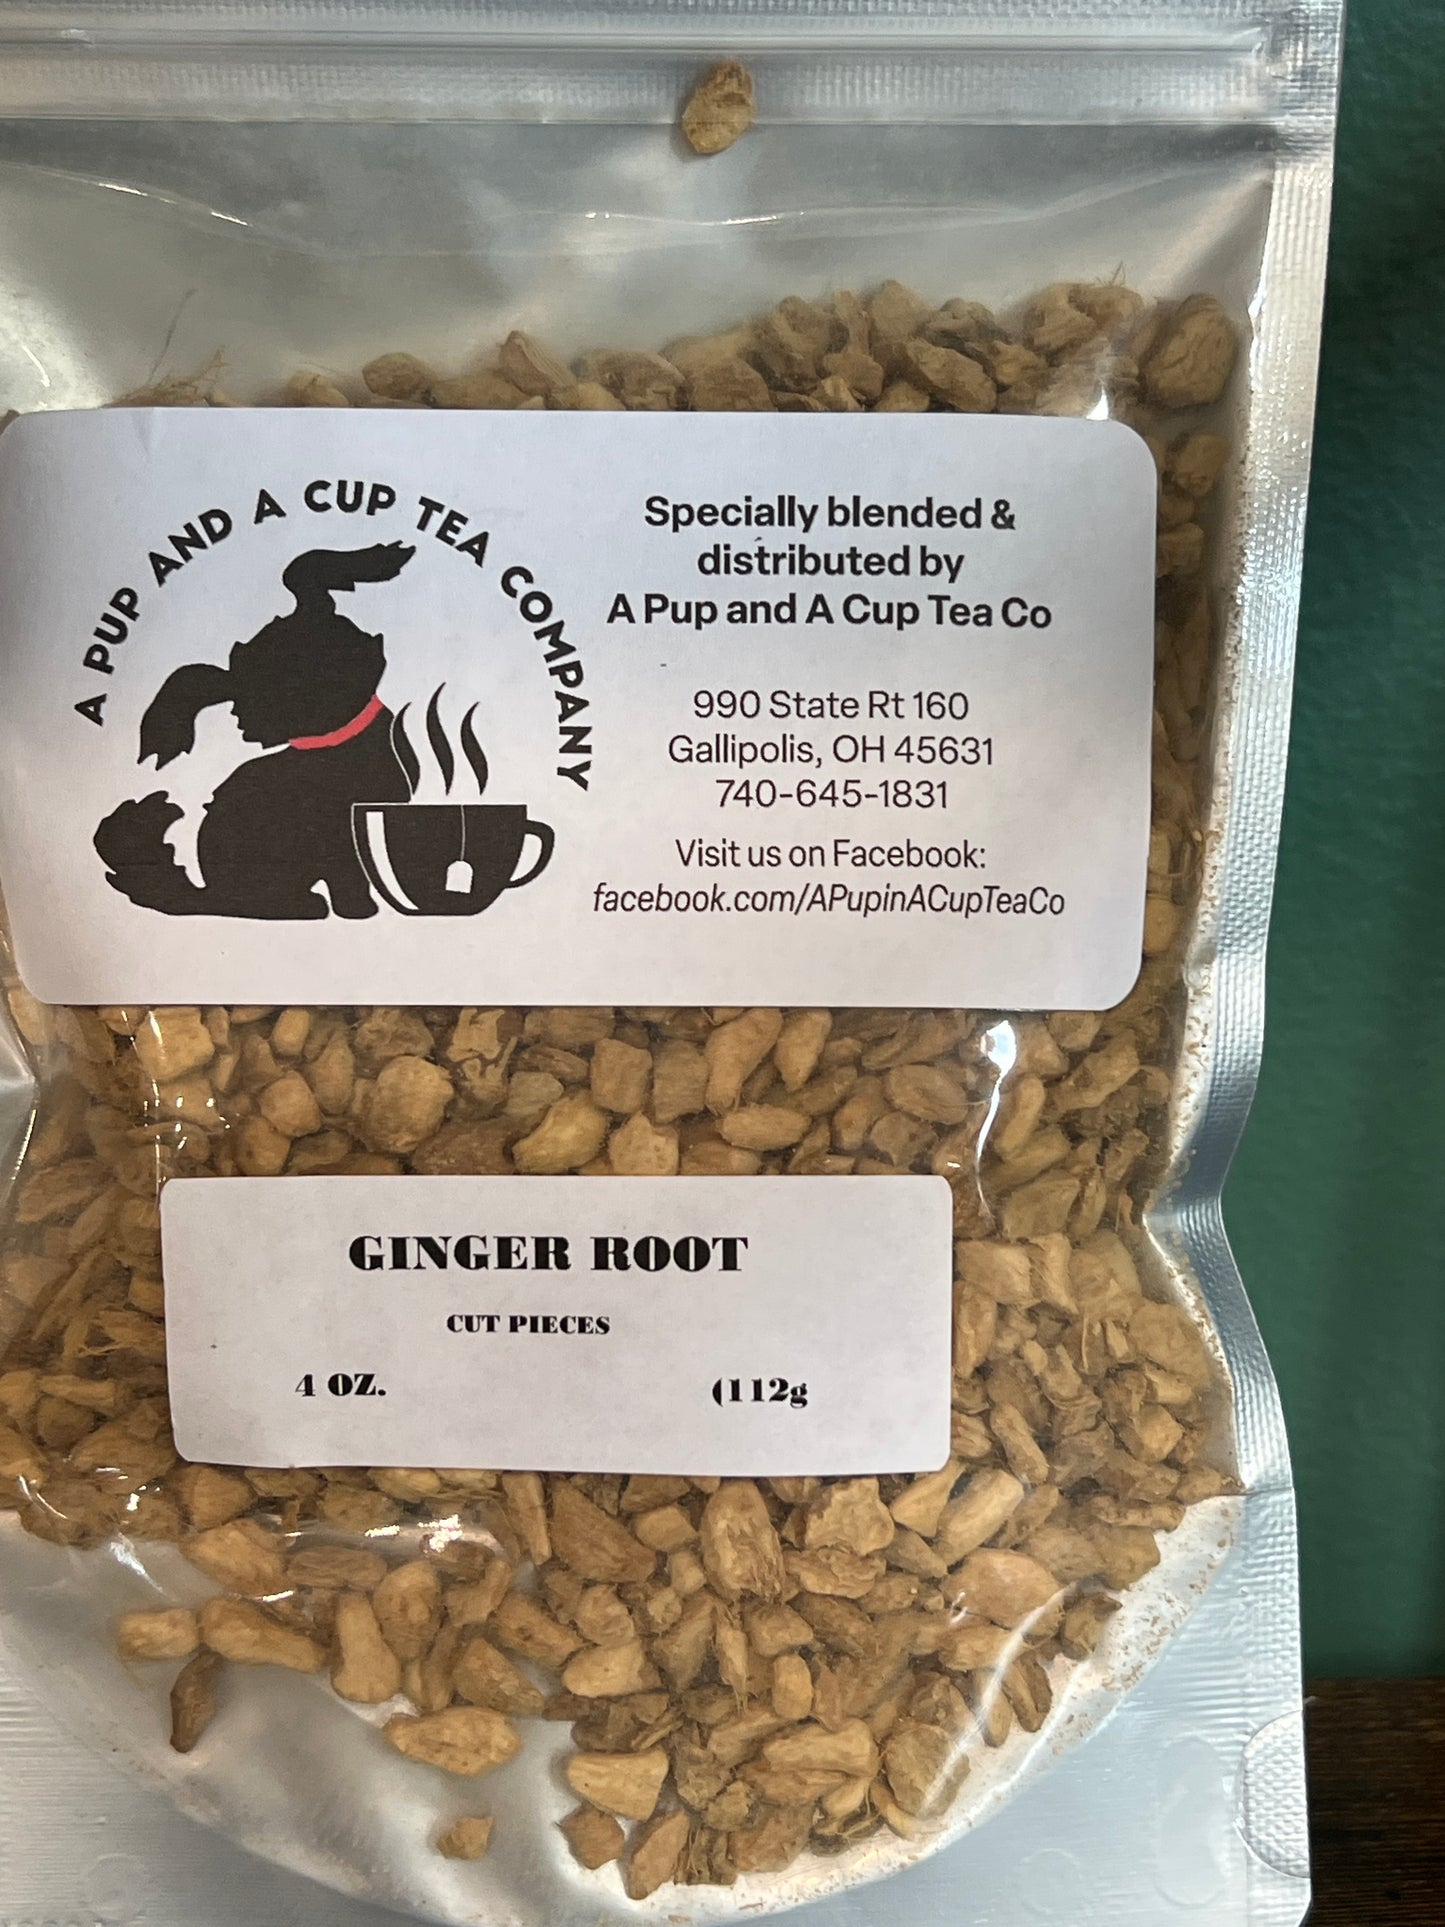 A PUP AND A CUP TEA COMPANY
Specially blended &
distributed by
A Pup and A Cup Tea Co
990 State Rt 160
Gallipolis, OH 45631
740-645-1831
Visit us on Facebook:
facebook.com/APupinACupTeaCo
GINGER ROOT
CUT PIECES
4 OZ. (112g